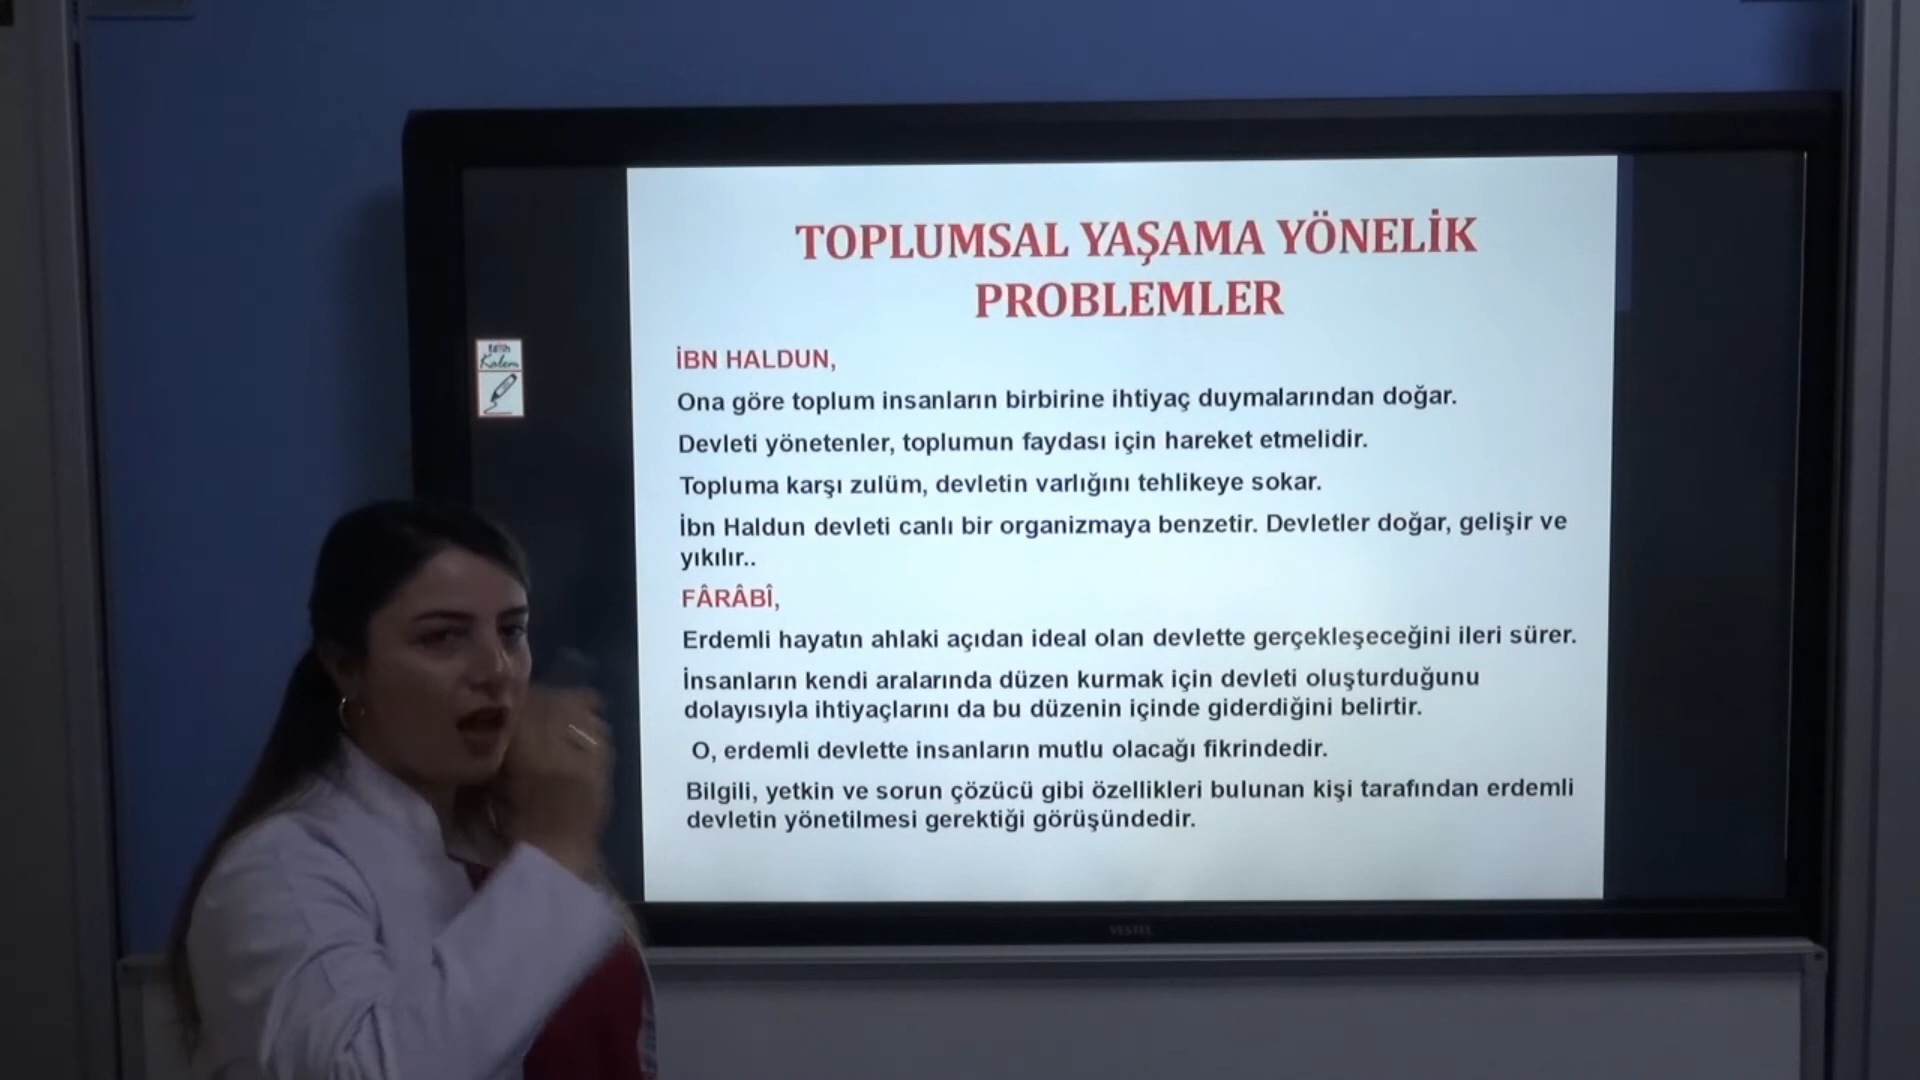 TOPLUMSAL YAŞAMA YÖNELİK
PROBLEMLER
İBN HALDUN,
Ona göre toplum insanların birbirine ihtiyaç duymalarından doğar.
Devleti yönetenler, toplumun faydası için hareket etmelidir.
Topluma karşı zulüm, devletin varlığını tehlikeye sokar.
İbn Haldun devleti canlı bir organizmaya benzetir. Devletler doğar, gelişir ve
yıkılır..
FÂRÂBÎ,
Erdemli hayatın ahlaki açıdan ideal olan devlette gerçekleşeceğini ileri sürer.
İnsanların kendi aralarında düzen kurmak için devleti oluşturduğunu
dolayısıyla ihtiyaçlarını da bu düzenin içinde giderdiğini belirtir.
O, erdemli devlette insanların mutlu olacağı fikrindedir.
Bilgili, yetkin ve sorun çözücü gibi özellikleri bulunan kişi tarafından erdemli
devletin yönetilmesi gerektiği görüşündedir.
fatih
Kalem
VESTEL